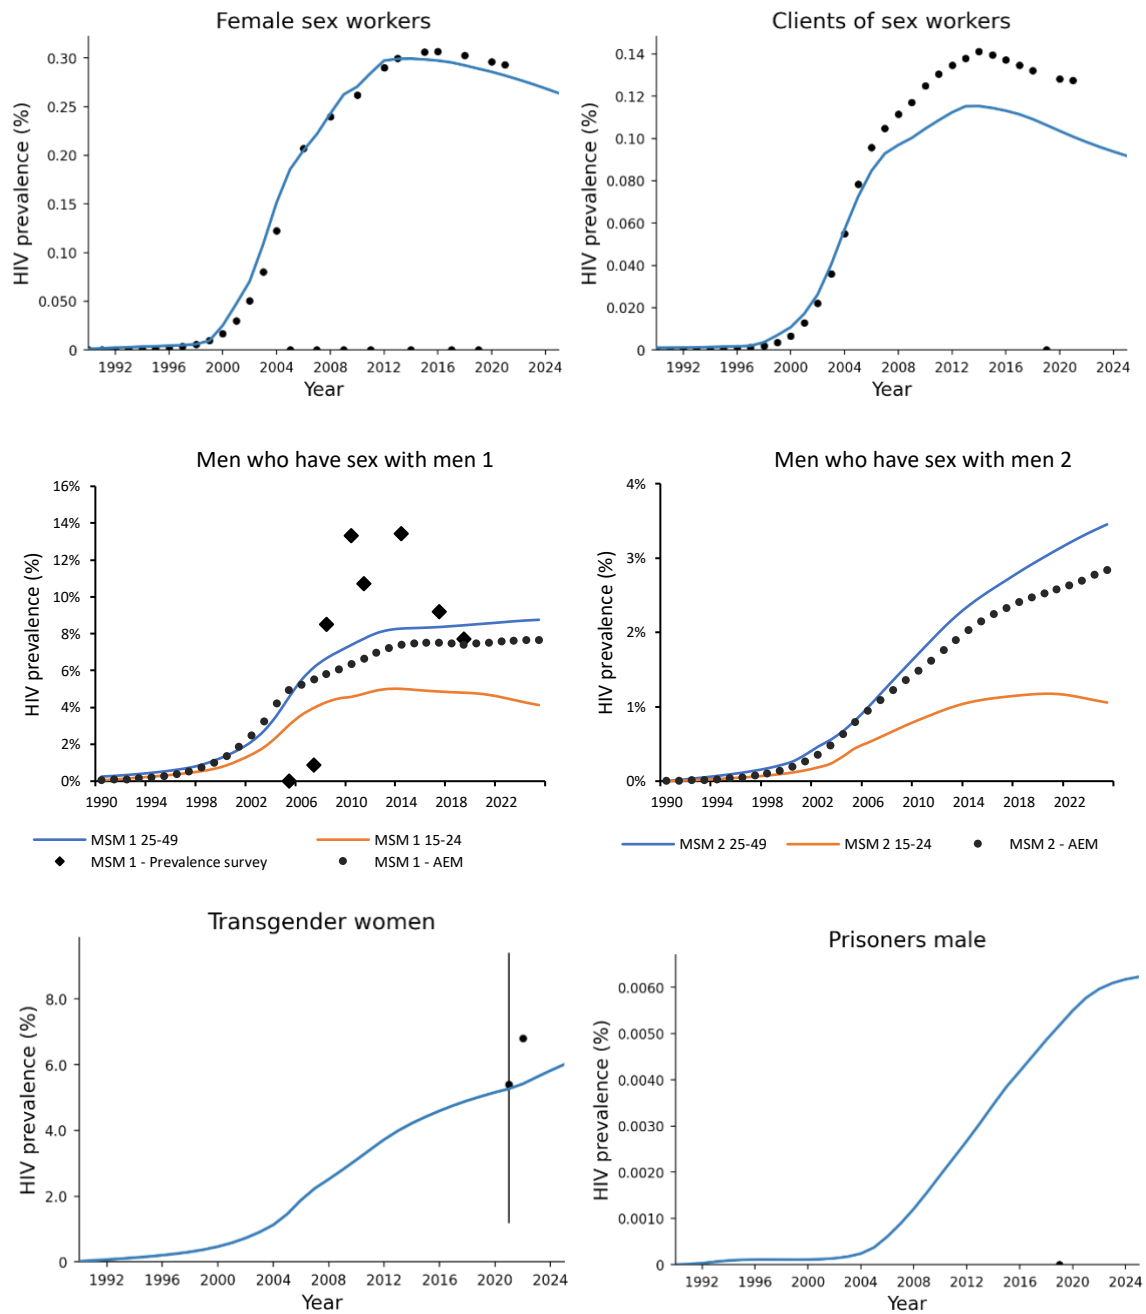 Female sex workers
HIV prevalence (%)
0.30
0.25
0.20
0.15
0.10
0.050
0
1992 1996 2000 2004 2008 2012 2016 2020 2024
Year
Clients of sex workers
HIV prevalence (%)
0.14
0.12
0.10
0.080
0.060
0.040
0.020
0
1992 1996 2000 2004 2008 2012 2016 2020 2024
Year
Men who have sex with men 1
HIV prevalence (%)
16%
14%
12%
10%
8%
6%
4%
2%
0%
1990 1994 1998 2002 2006 2010 2014 2018 2022
MSM 1 25-49 MSM 1 15-24
MSM 1 - Prevalence survey MSM 1 - AEM
Men who have sex with men 2
HIV prevalence (%)
4%
3%
2%
1%
0%
1990 1994 1998 2002 2006 2010 2014 2018 2022
MSM 2 25-49 MSM 2 15-24 MSM 2 - AEM
Transgender women
HIV prevalence (%)
8.0
6.0
4.0
2.0
0
1992 1996 2000 2004 2008 2012 2016 2020 2024
Year
Prisoners male
HIV prevalence (%)
0.0060
0.0050
0.0040
0.0030
0.0020
0.0010
0
1992 1996 2000 2004 2008 2012 2016 2020 2024
Year